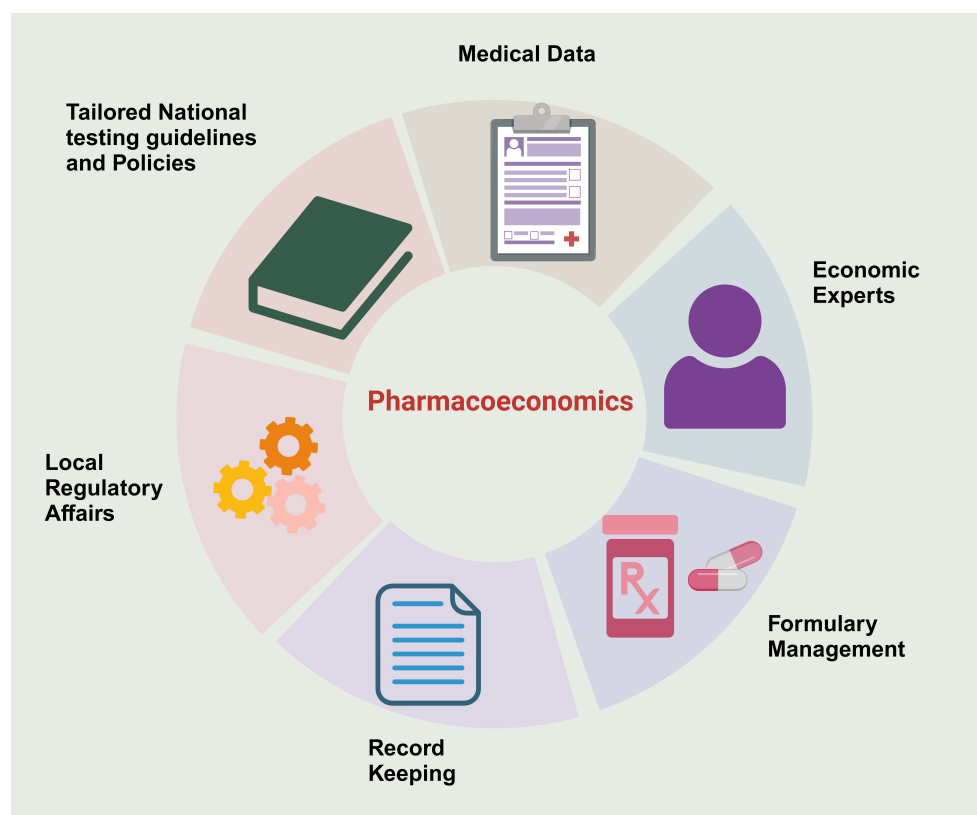 Medical Data
Tailored National
testing guidelines
and Policies
Economic
Experts
Pharmacoeconomics
Local
Regulatory
Affairs
Rx
Formulary
Management
Record
Keeping